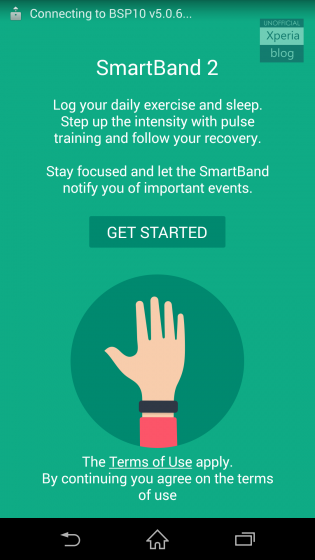 Connecting to BSP10 v5.0.6...
UNOFFICIAL
Xperia
blog
SmartBand 2
Log your daily exercise and sleep.
Step up the intensity with pulse
training and follow your recovery.
Stay focused and let the SmartBand
notify you of important events.
GET STARTED
The Terms of Use apply.
By continuing you agree on the terms
of use